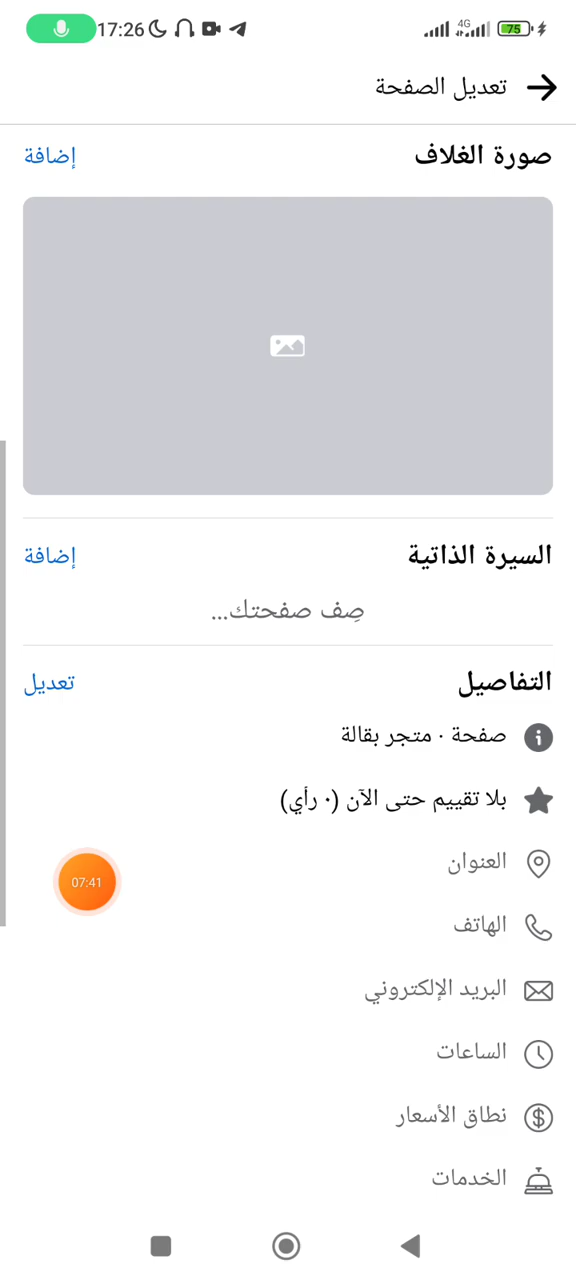 17:26
4G
75
تعديل الصفحة
صورة الغلاف
إضافة
السيرة الذاتية
إضافة
صِف صفحتك...
التفاصيل
تعديل
صفحة · متجر بقالة
بلا تقييم حتى الآن (٠ رأي)
العنوان
07:41
الهاتف
البريد الإلكتروني
الساعات
نطاق الأسعار
الخدمات